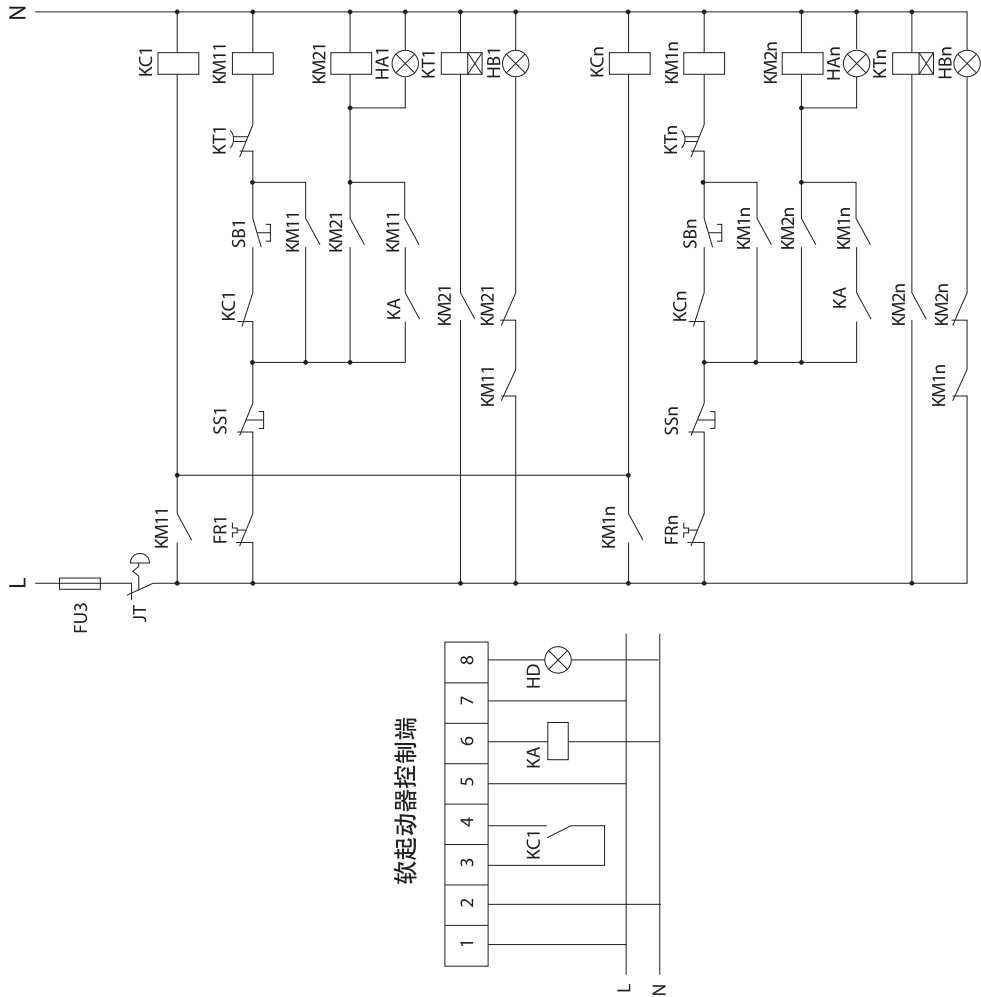 N
KC1
KM11
KM21
HA1
KT1
HB1
KCn
KM1n
KM2n
HAn
KTn
HBn
KT1
KTn
SB1
KM11
KM21
KM11
SBn
KM1n
KM2n
KM1n
KC1
KA
KM21
KM21
KCn
KA
KM2n
KM2n
SS1
KM11
SSn
KM1n
KM11
FR1
KM1n
FRn
L
FU3
JT
软起动器控制端
1
2
3
4
5
6
7
8
KC1
KA
HD
L
N